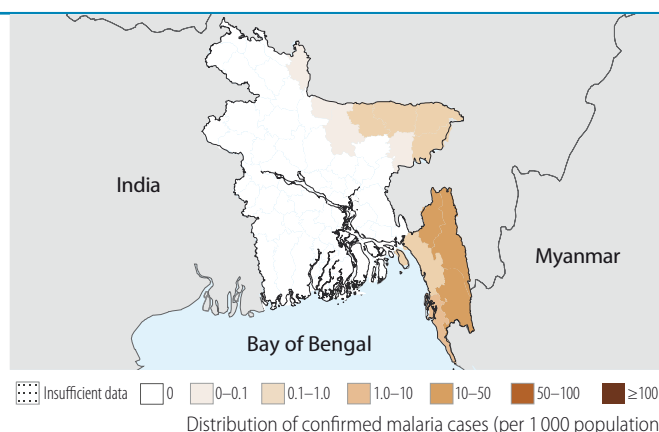 India
Myanmar
Bay of Bengal
Insufficient data 0 0–0.1 0.1–1.0 1.0–10 10–50 50–100 ≥100
Distribution of confirmed malaria cases (per 1 000 population